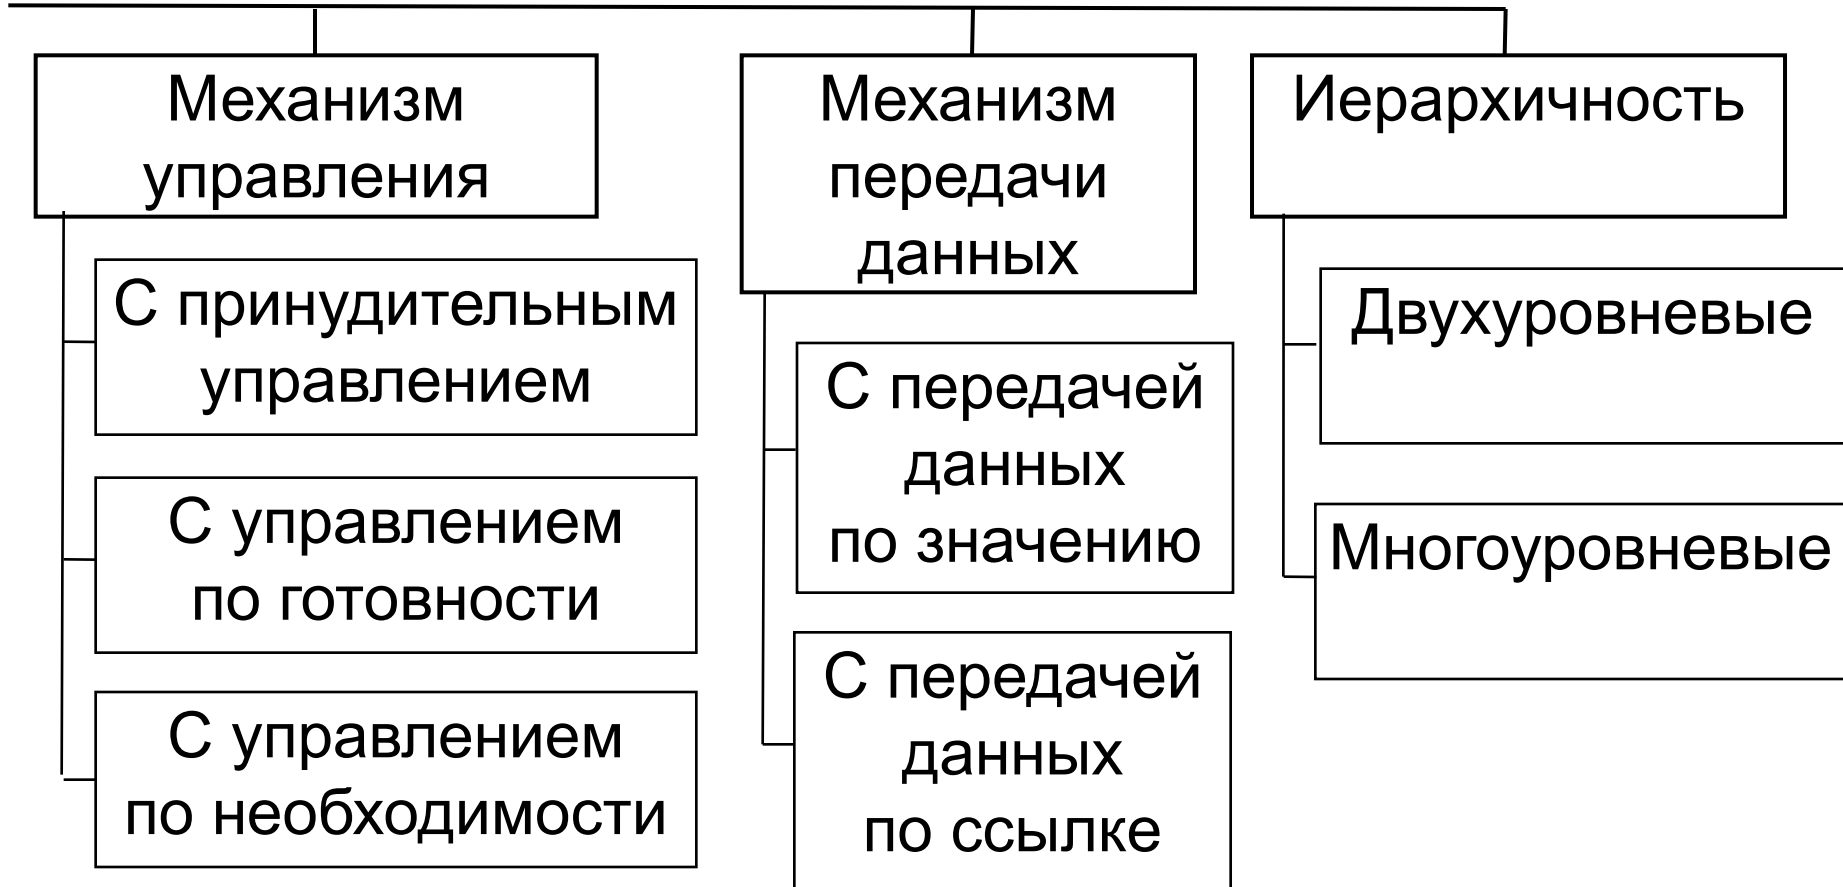 Механизм
управления
С принудительным
управлением
С управлением
по готовности
С управлением
по необходимости
Механизм
передачи
данных
С передачей
данных
по значению
С передачей
данных
по ссылке
Иерархичность
Двухуровневые
Многоуровневые